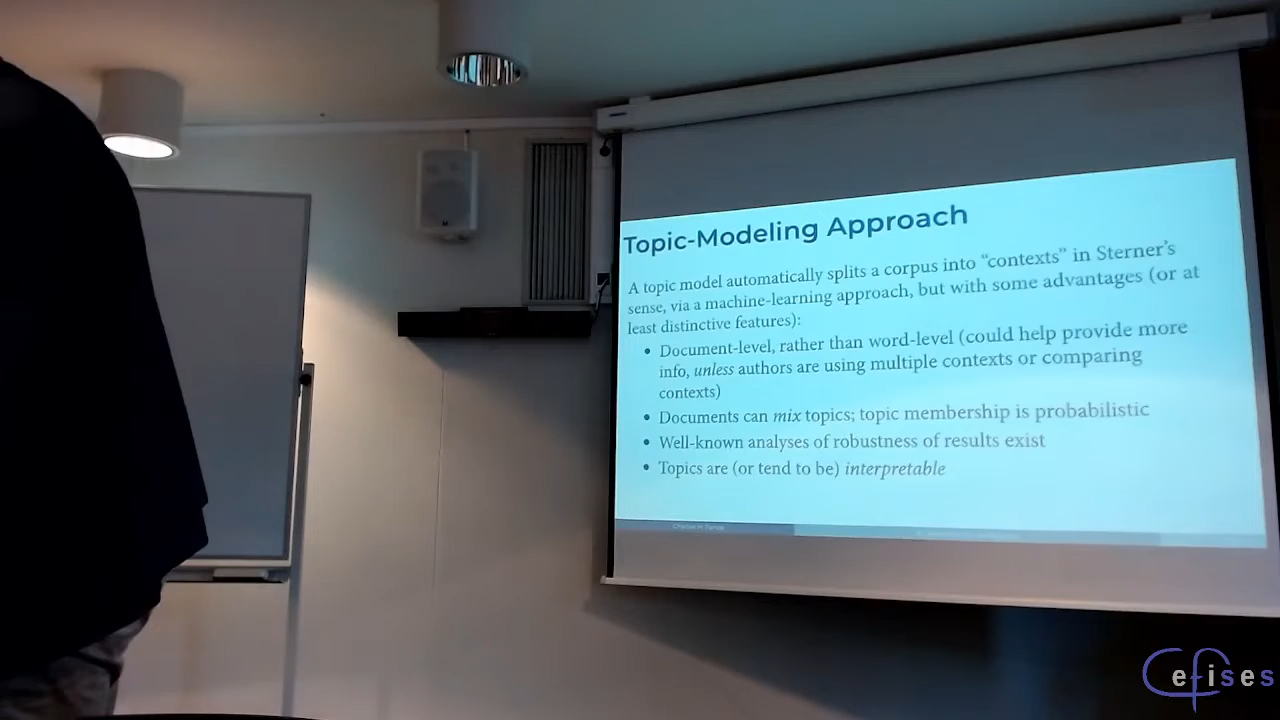 Topic-Modeling Approach
A topic model automatically splits a corpus into “contexts” in Sterner’s
sense, via a machine-learning approach, but with some advantages (or at
least distinctive features):
• Document-level, rather than word-level (could help provide more
info, unless authors are using multiple contexts or comparing
contexts)
• Documents can mix topics; topic membership is probabilistic
• Well-known analyses of robustness of results exist
• Topics are (or tend to be) interpretable
Cefises